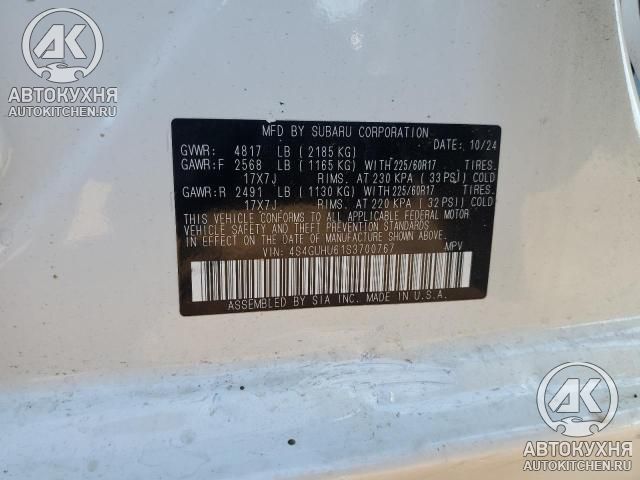 AK
АВТОКУХНЯ
AUTOKITCHEN.RU
MFD BY SUBARU CORPORATION
GVWR: 4817 LB (2185 KG) DATE: 10/24
GAWR:F 2568 LB (1165 KG) WITH 225/60R17 TIRES.
17X7J RIMS. AT 230 KPA (33 PSI) COLD
GAWR:R 2491 LB (1130 KG) WITH 225/60R17 TIRES.
17X7J RIMS. AT 220 KPA (32 PSI) COLD
THIS VEHICLE CONFORMS TO ALL APPLICABLE FEDERAL MOTOR
VEHICLE SAFETY AND THEFT PREVENTION STANDARDS
IN EFFECT ON THE DATE OF MANUFACTURE SHOWN ABOVE.
VIN: 4S4GUHU61S3700767 MPV
ASSEMBLED BY SIA INC. MADE IN U.S.A.
AK
АВТОКУХНЯ
AUTOKITCHEN.RU